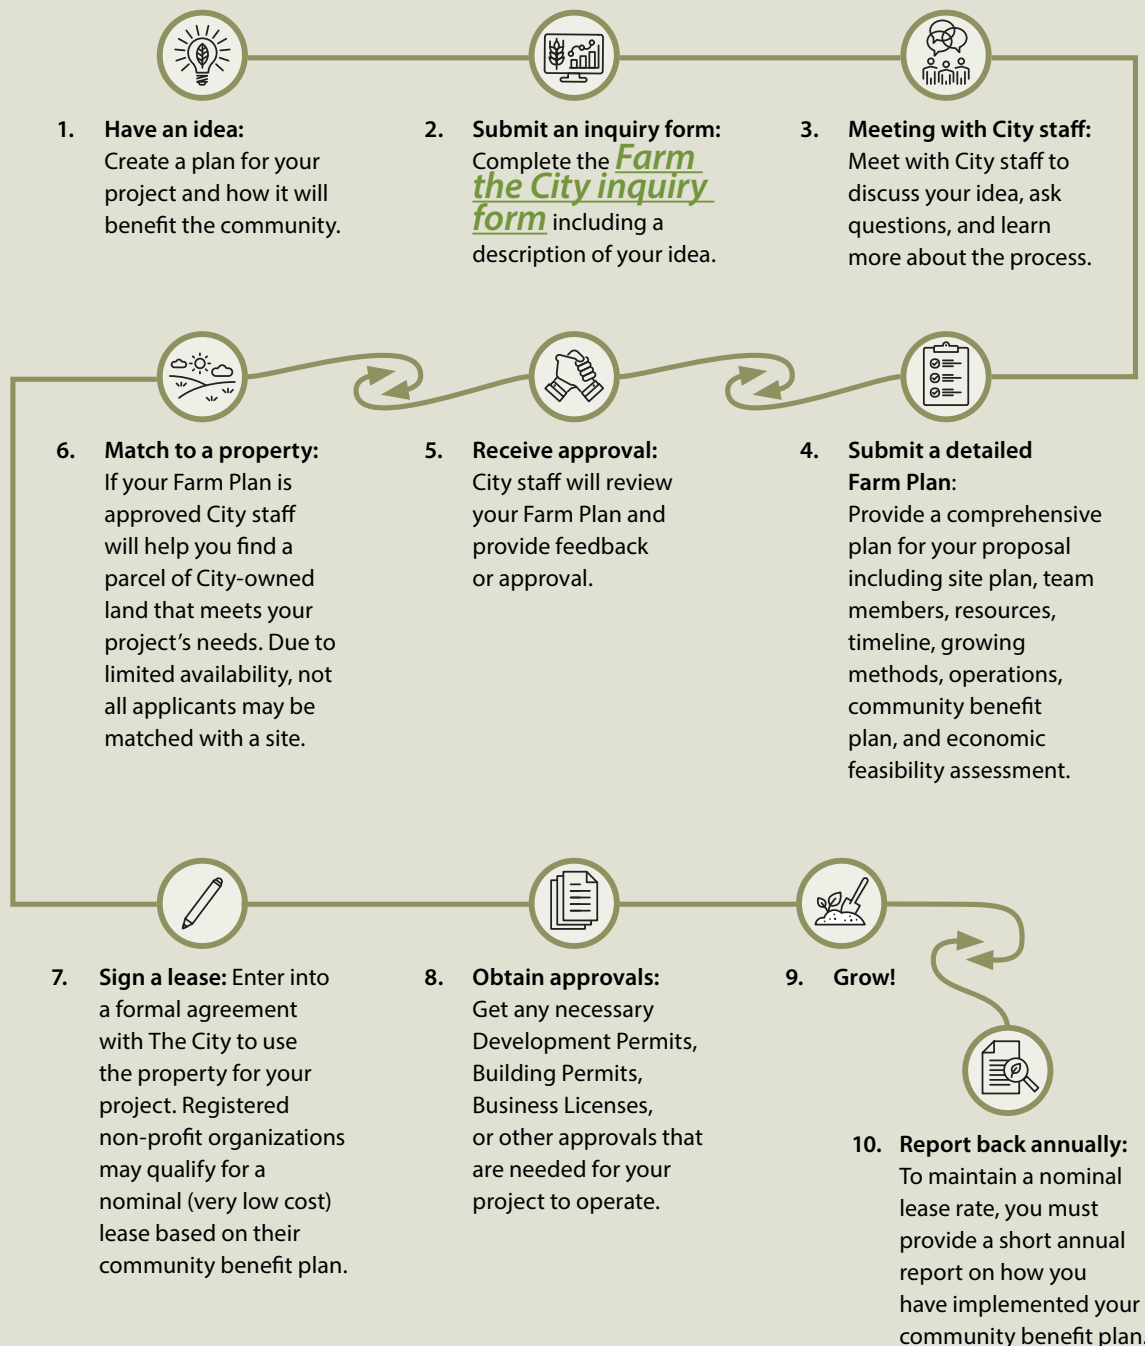 1. Have an idea:
Create a plan for your
project and how it will
benefit the community.
2. Submit an inquiry form:
Complete the Farm
the City inquiry
form including a
description of your idea.
3. Meeting with City staff:
Meet with City staff to
discuss your idea, ask
questions, and learn
more about the process.
4. Submit a detailed
Farm Plan:
Provide a comprehensive
plan for your proposal
including site plan, team
members, resources,
timeline, growing
methods, operations,
community benefit
plan, and economic
feasibility assessment.
5. Receive approval:
City staff will review
your Farm Plan and
provide feedback
or approval.
6. Match to a property:
If your Farm Plan is
approved City staff
will help you find a
parcel of City-owned
land that meets your
project's needs. Due to
limited availability, not
all applicants may be
matched with a site.
7. Sign a lease: Enter into
a formal agreement
with The City to use
the property for your
project. Registered
non-profit organizations
may qualify for a
nominal (very low cost)
lease based on their
community benefit plan.
8. Obtain approvals:
Get any necessary
Development Permits,
Building Permits,
Business Licenses,
or other approvals that
are needed for your
project to operate.
9. Grow!
10. Report back annually:
To maintain a nominal
lease rate, you must
provide a short annual
report on how you
have implemented your
community benefit plan.